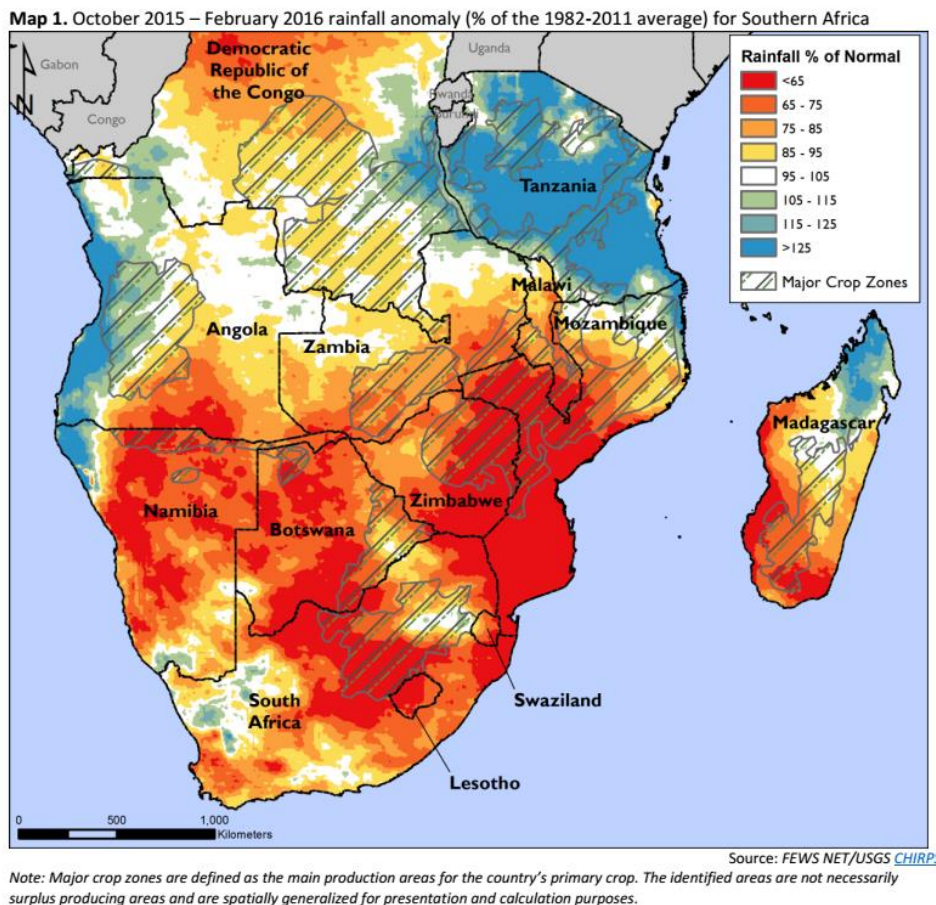 Map 1. October 2015 – February 2016 rainfall anomaly (% of the 1982-2011 average) for Southern Africa
Gabon
Congo
Democratic
Republic of
the Congo
Uganda
Rwanda
Burundi
Tanzania
Rainfall % of Normal
<65
65 - 75
75 - 85
85 - 95
95 - 105
105 - 115
115 - 125
>125
Major Crop Zones
Malawi
Mozambique
Angola
Zambia
Madagascar
Namibia
Botswana
Zimbabwe
South
Africa
Swaziland
Lesotho
N
0 500 1,000
Kilometers
Source: FEWS NET/USGS CHIRPS
Note: Major crop zones are defined as the main production areas for the country's primary crop. The identified areas are not necessarily
surplus producing areas and are spatially generalized for presentation and calculation purposes.